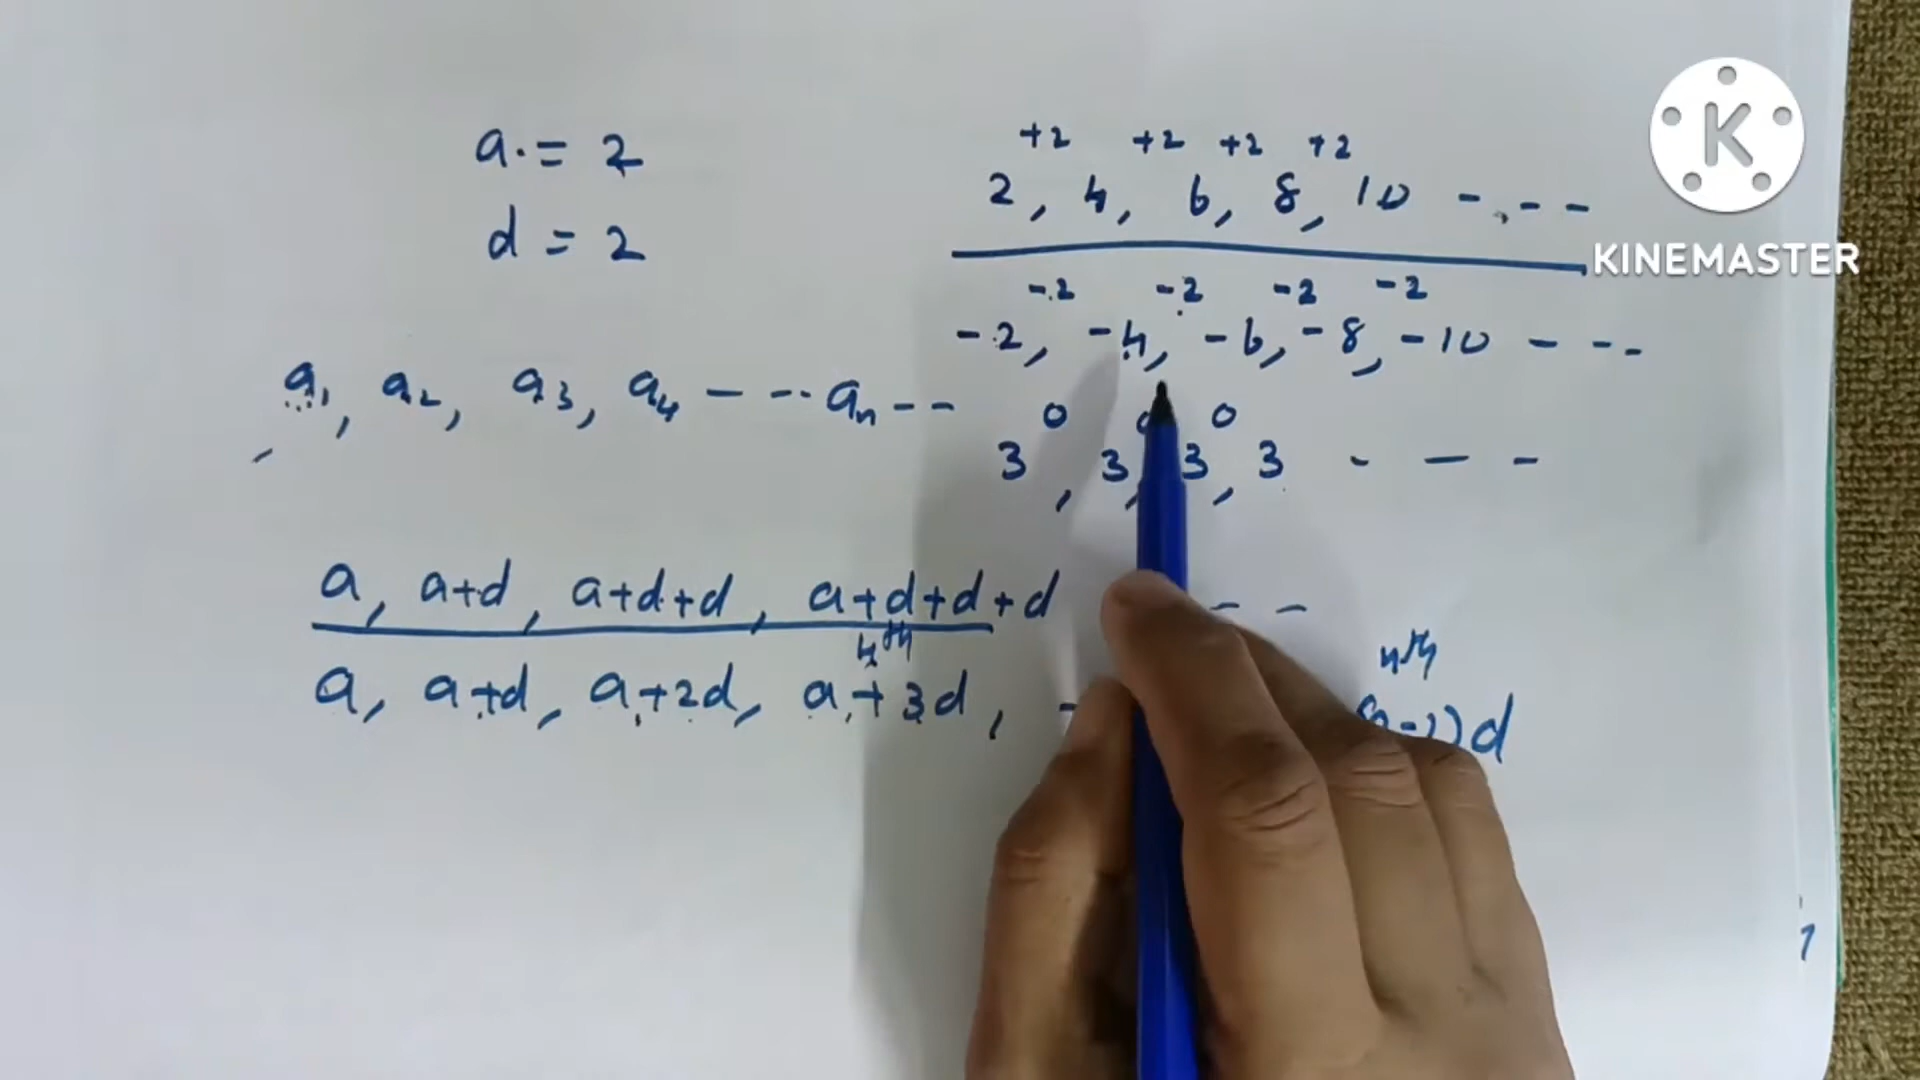 a. = 2
d = 2
+2 +2 +2 +2
2, 4, 6, 8, 10 - - -
-2 -2 -2 -2
-2, -4, -6, -8, -10 - - -
a1, a2, a3, a4 - - - an - -
0 0
3, 3, 3, 3 - - -
a, a+d, a+d+d, a+d+d+d - -
4th nth
a, a+d, a+2d, a+3d, - -1)d
K
KINEMASTER